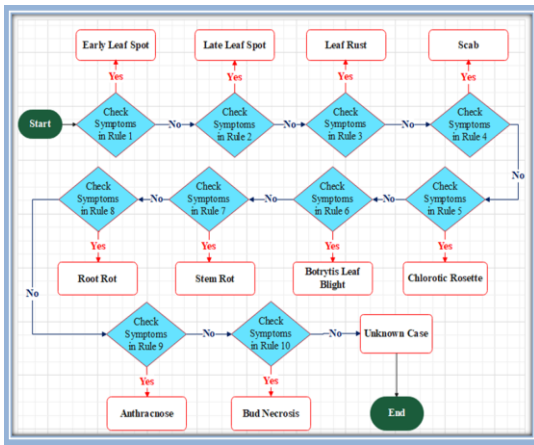 Early Leaf Spot
Late Leaf Spot
Leaf Rust
Scab
Yes
Yes
Yes
Yes
Start
Check
Symptoms
in Rule 1
No
Check
Symptoms
in Rule 2
No
Check
Symptoms
in Rule 3
No
Check
Symptoms
in Rule 4
No
Check
Symptoms
in Rule 8
No
Check
Symptoms
in Rule 7
No
Check
Symptoms
in Rule 6
No
Check
Symptoms
in Rule 5
Yes
Yes
Yes
Yes
Root Rot
Stem Rot
Botrytis Leaf
Blight
Chlorotic Rosette
No
Check
Symptoms
in Rule 9
No
Check
Symptoms
in Rule 10
No
Unknown Case
Yes
Yes
Anthracnose
Bud Necrosis
End